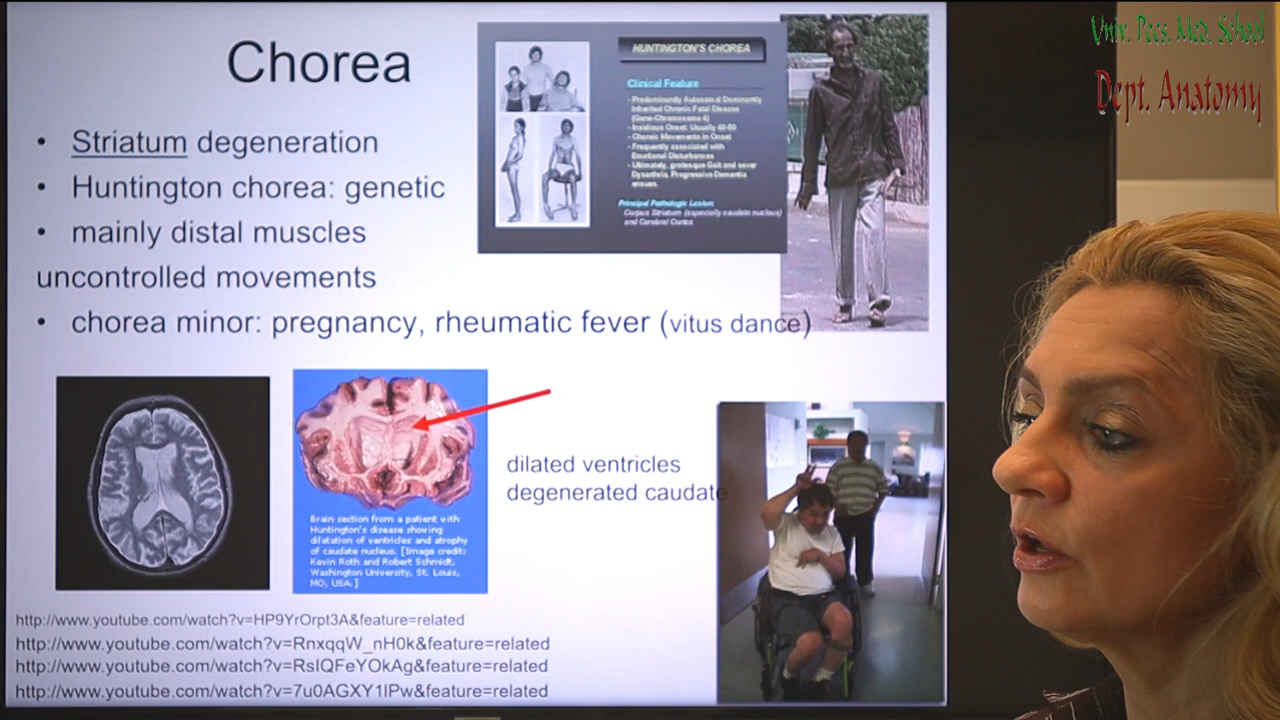 Chorea
• Striatum degeneration
• Huntington chorea: genetic
• mainly distal muscles
uncontrolled movements
• chorea minor: pregnancy, rheumatic fever (vitus dance)
HUNTINGTON'S CHOREA
Clinical Feature
- Predominantly Autosomal Dominantly
Inherited Chronic Fatal Disease
(Gene-Chromosome 4)
- Insidious Onset: Usually 40-50
- Choreic Movements in Onset
- Frequently associated with
Emotional Disturbances
- Ultimately, grotesque Gait and sever
Dysarthria, Progressive Dementia
ensues.
Principal Pathologic Lesion:
Corpus Striatum (especially caudate nucleus)
and Cerebral Cortex
Univ. Pecs. Med. School
Dept. Anatomy
dilated ventricles
degenerated caudate
Brain section from a patient with
Huntington's disease showing
dilatation of ventricles and atrophy
of caudate nucleus. [Image credit:
Kevin Roth and Robert Schmidt,
Washington University, St. Louis,
MO, USA.]
http://www.youtube.com/watch?v=HP9YrOrpt3A&feature=related
http://www.youtube.com/watch?v=RnxqqW_nH0k&feature=related
http://www.youtube.com/watch?v=RsIQFeYOkAg&feature=related
http://www.youtube.com/watch?v=7u0AGXY1lPw&feature=related